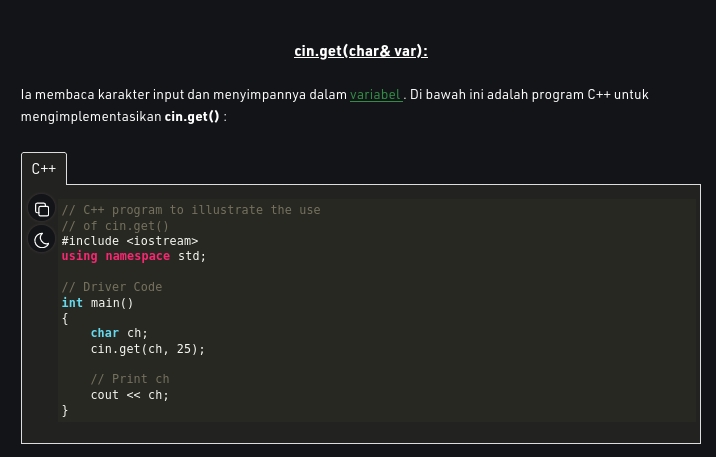 cin.get(char& var):
Ia membaca karakter input dan menyimpannya dalam variabel . Di bawah ini adalah program C++ untuk
mengimplementasikan cin.get() :
C++
// C++ program to illustrate the use
// of cin.get()
#include <iostream>
using namespace std;
// Driver Code
int main()
{
    char ch;
    cin.get(ch, 25);
    // Print ch
    cout << ch;
}